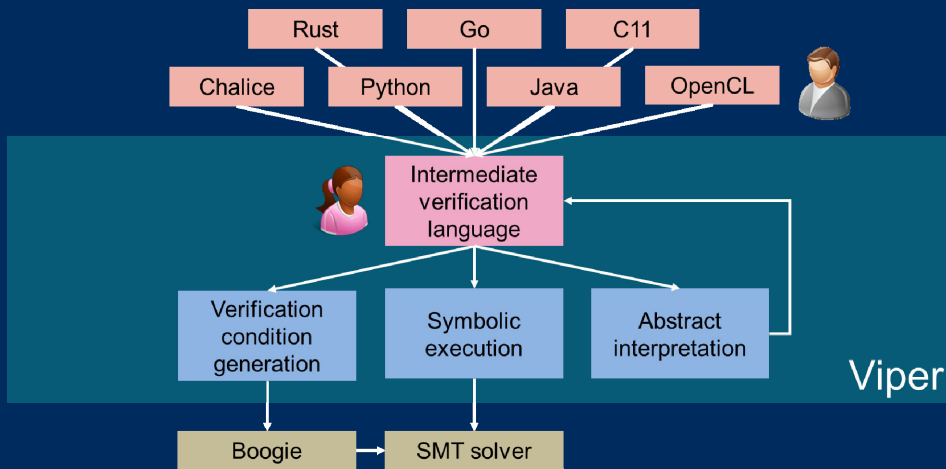 Rust
Go
C11
Chalice
Python
Java
OpenCL
Intermediate
verification
language
Verification
condition
generation
Symbolic
execution
Abstract
interpretation
Viper
Boogie
SMT solver